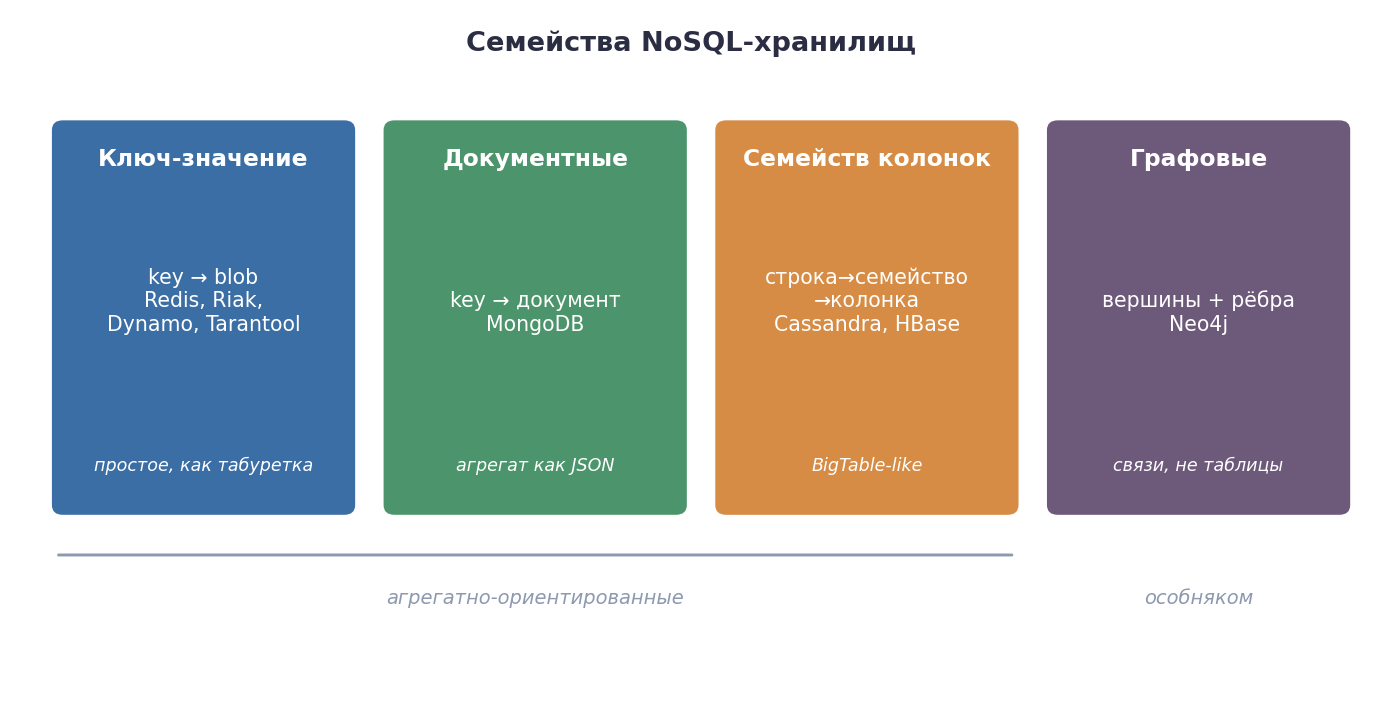 Семейства NoSQL-хранилищ
Ключ-значение
key → blob
Redis, Riak,
Dynamo, Tarantool
простое, как табуретка
Документные
key → документ
MongoDB
агрегат как JSON
Семейств колонок
строка→семейство
→колонка
Cassandra, HBase
BigTable-like
Графовые
вершины + рёбра
Neo4j
связи, не таблицы
агрегатно-ориентированные
особняком